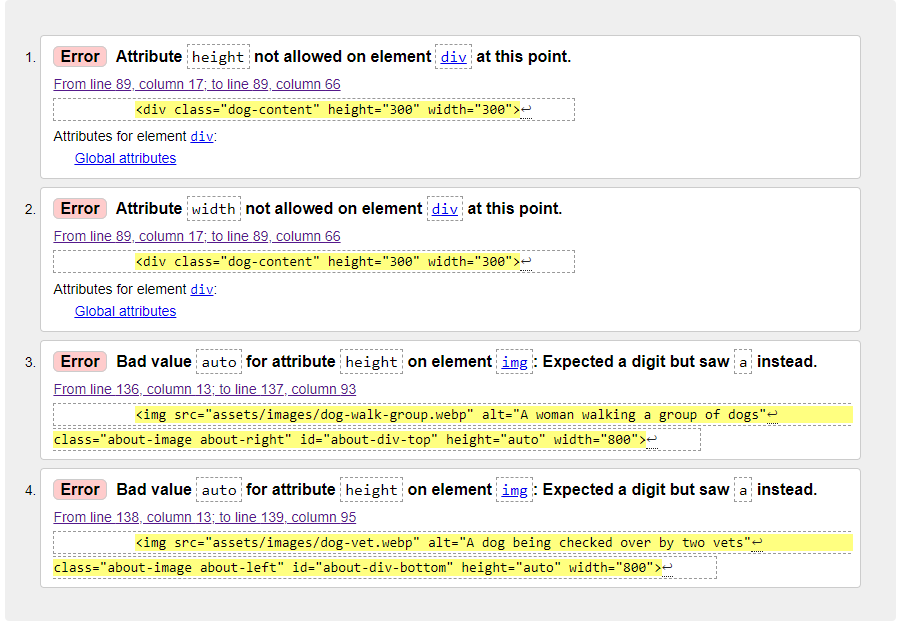 1. Error Attribute height not allowed on element div at this point.
From line 89, column 17; to line 89, column 66
<div class="dog-content" height="300" width="300">↩
Attributes for element div:
Global attributes
2. Error Attribute width not allowed on element div at this point.
From line 89, column 17; to line 89, column 66
<div class="dog-content" height="300" width="300">↩
Attributes for element div:
Global attributes
3. Error Bad value auto for attribute height on element img: Expected a digit but saw a instead.
From line 136, column 13; to line 137, column 93
<img src="assets/images/dog-walk-group.webp" alt="A woman walking a group of dogs"↩
class="about-image about-right" id="about-div-top" height="auto" width="800">↩
4. Error Bad value auto for attribute height on element img: Expected a digit but saw a instead.
From line 138, column 13; to line 139, column 95
<img src="assets/images/dog-vet.webp" alt="A dog being checked over by two vets"↩
class="about-image about-left" id="about-div-bottom" height="auto" width="800">↩